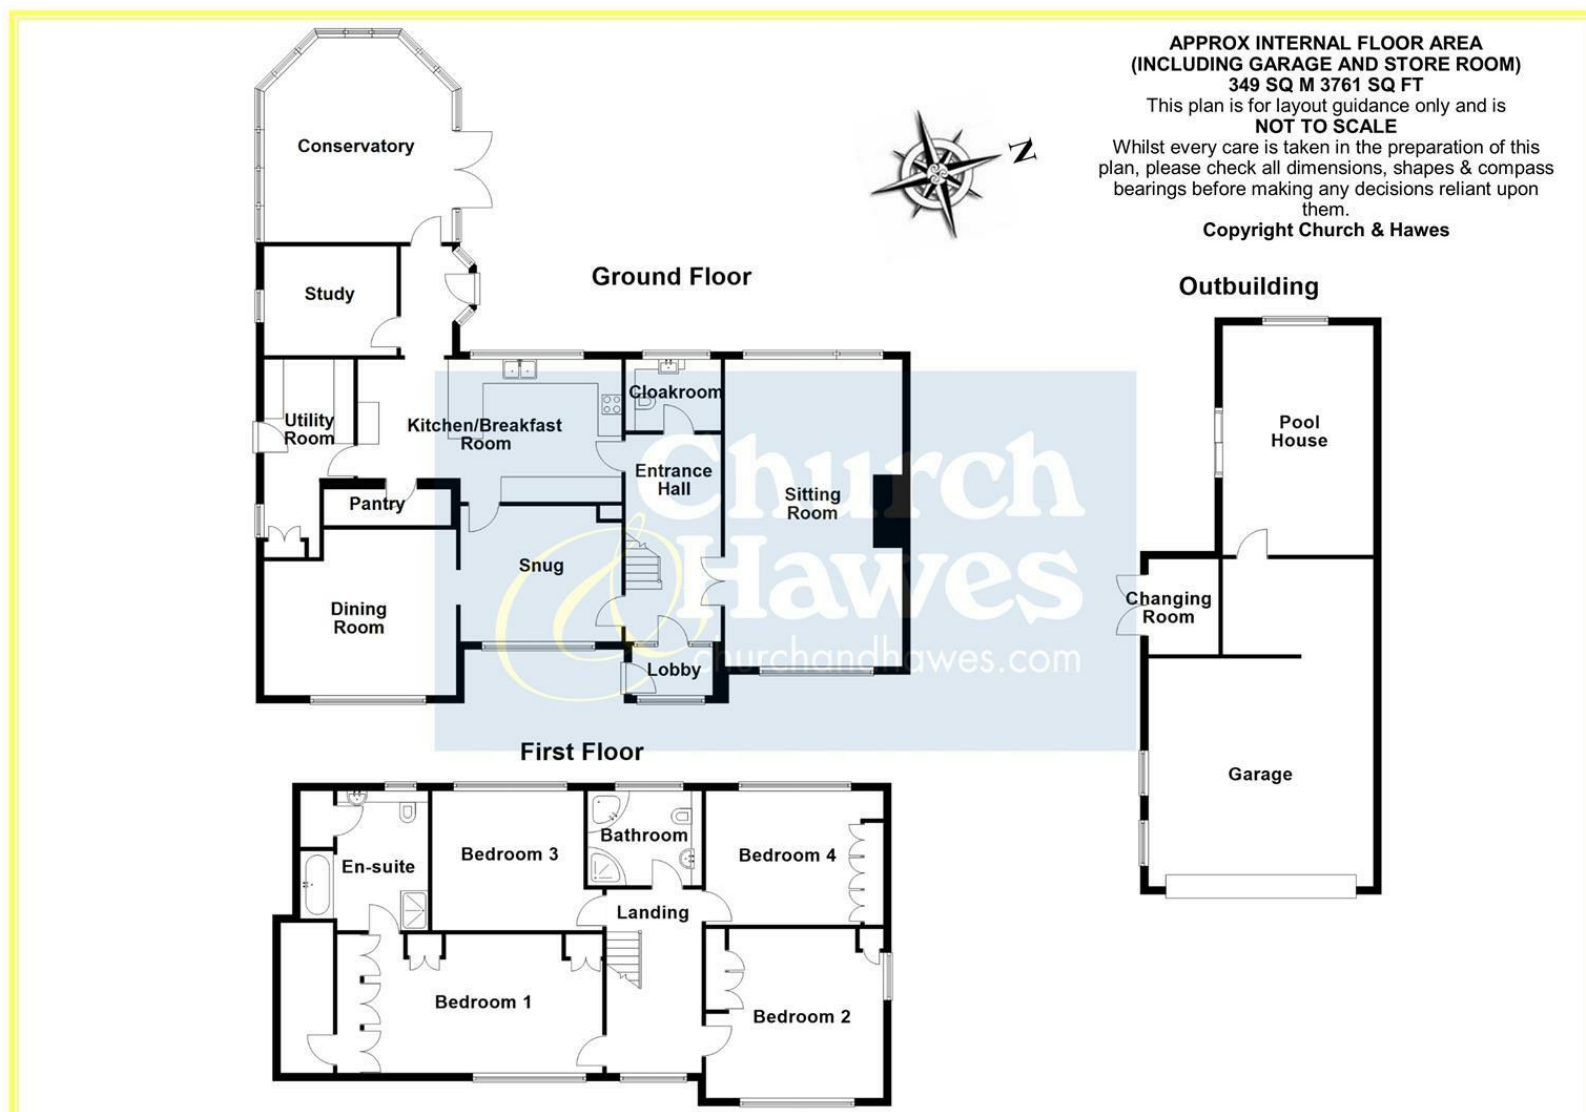 APPROX INTERNAL FLOOR AREA
(INCLUDING GARAGE AND STORE ROOM)
349 SQ M 3761 SQ FT
This plan is for layout guidance only and is
NOT TO SCALE
Whilst every care is taken in the preparation of this
plan, please check all dimensions, shapes & compass
bearings before making any decisions reliant upon
them.
Copyright Church & Hawes
N
Ground Floor
Conservatory
Study
Utility
Room
Kitchen/Breakfast
Room
Cloakroom
Entrance
Hall
Sitting
Room
Pantry
Snug
Dining
Room
Lobby
Church
&
Hawes
churchandhawes.com
Outbuilding
Pool
House
Changing
Room
Garage
First Floor
En-suite
Bedroom 3
Bathroom
Bedroom 4
Landing
Bedroom 1
Bedroom 2